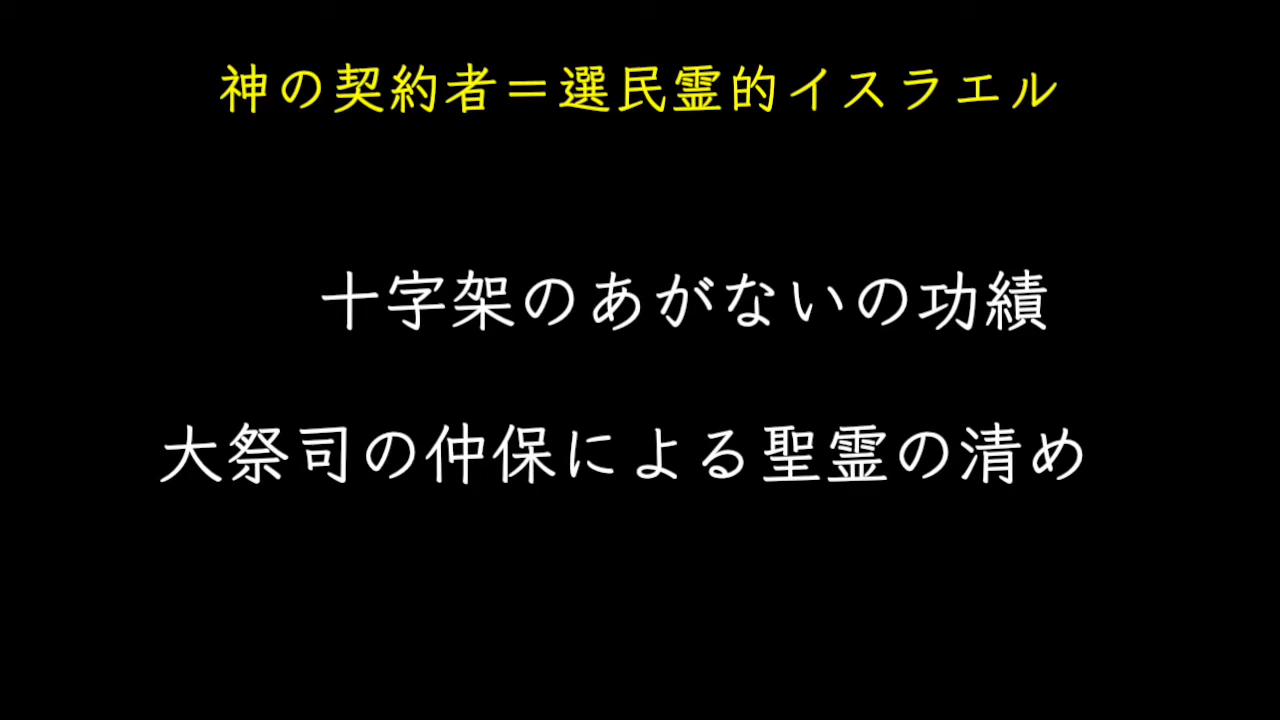 神の契約者＝選民霊的イスラエル
十字架のあがないの功績
大祭司の仲保による聖霊の清め